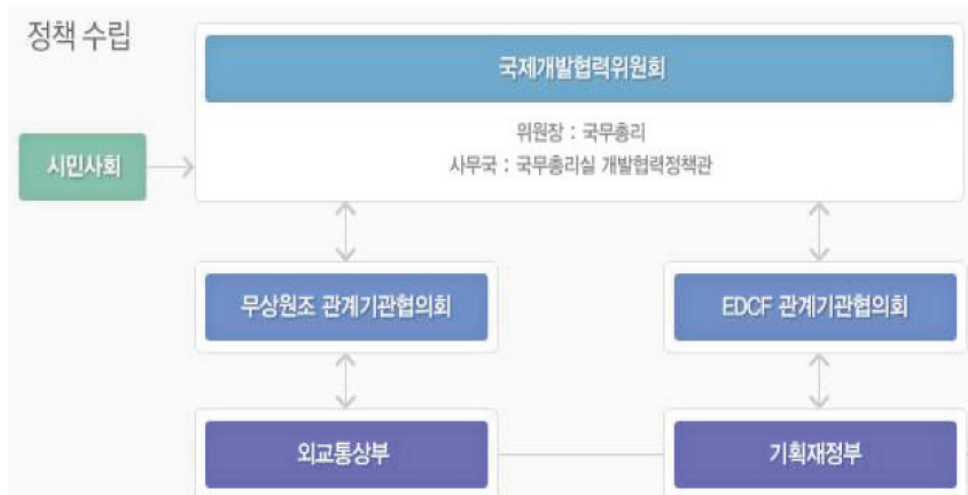 정책 수립
국제개발협력위원회
위원장 : 국무총리
사무국 : 국무총리실 개발협력정책관
시민사회
무상원조 관계기관협의회
EDCF 관계기관협의회
외교통상부
기획재정부